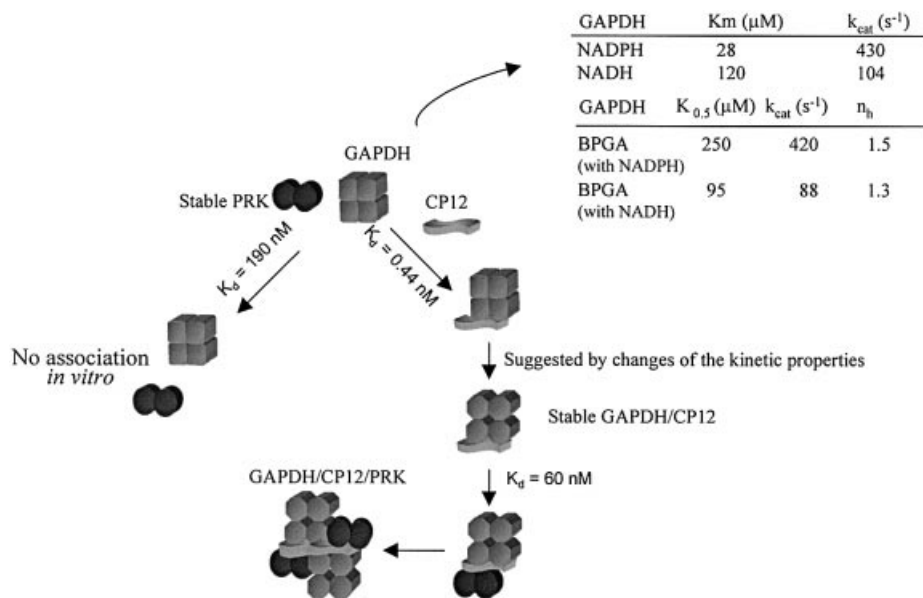 GAPDH Km (μM) kcat (s-1)
NADPH 28 430
NADH 120 104
GAPDH K0.5 (μM) kcat (s-1) nh
BPGA 250 420 1.5
(with NADPH)
BPGA 95 88 1.3
(with NADH)
GAPDH
Stable PRK
CP12
Kd = 190 nM
Kd = 0.44 nM
No association
in vitro
Suggested by changes of the kinetic properties
Stable GAPDH/CP12
GAPDH/CP12/PRK
Kd = 60 nM